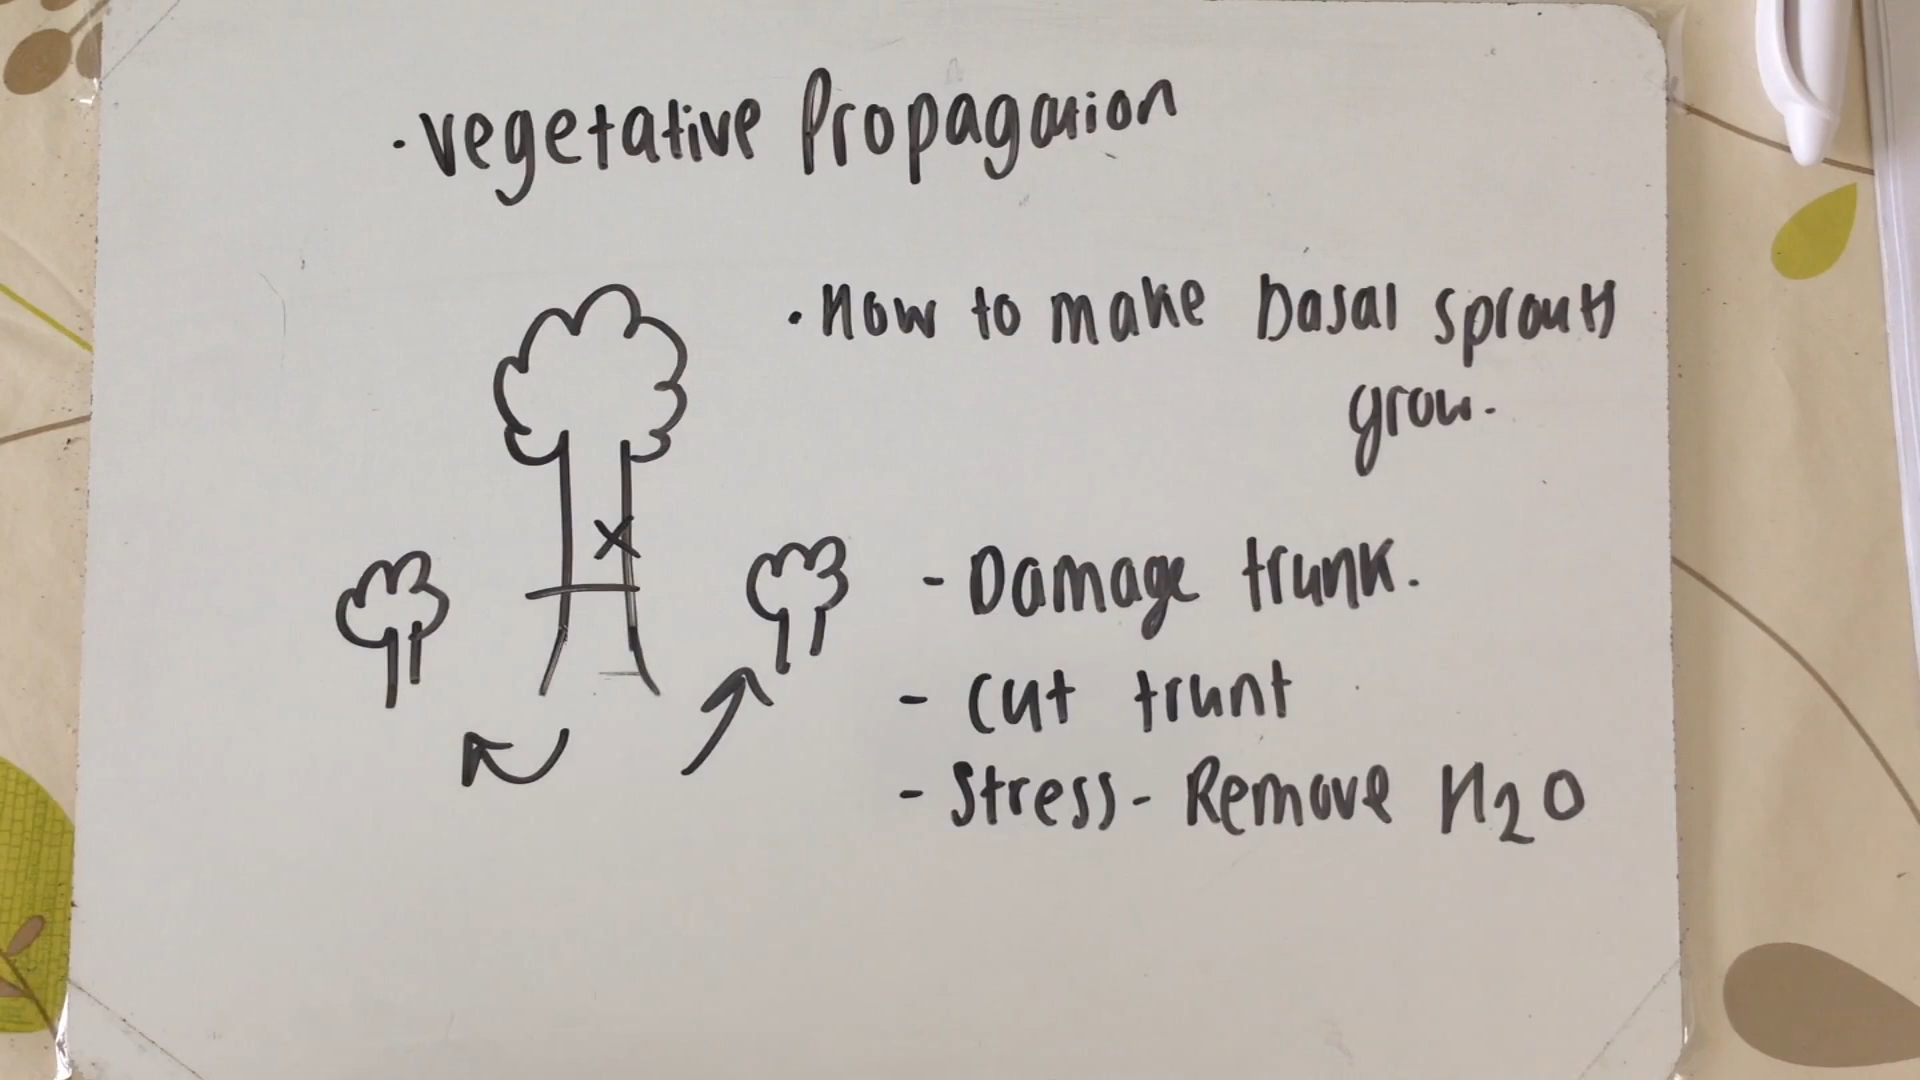 · Vegetative Propagation
· How to make basal sprouts
grow.
- Damage trunk.
- cut trunt
- Stress - Remove H2O